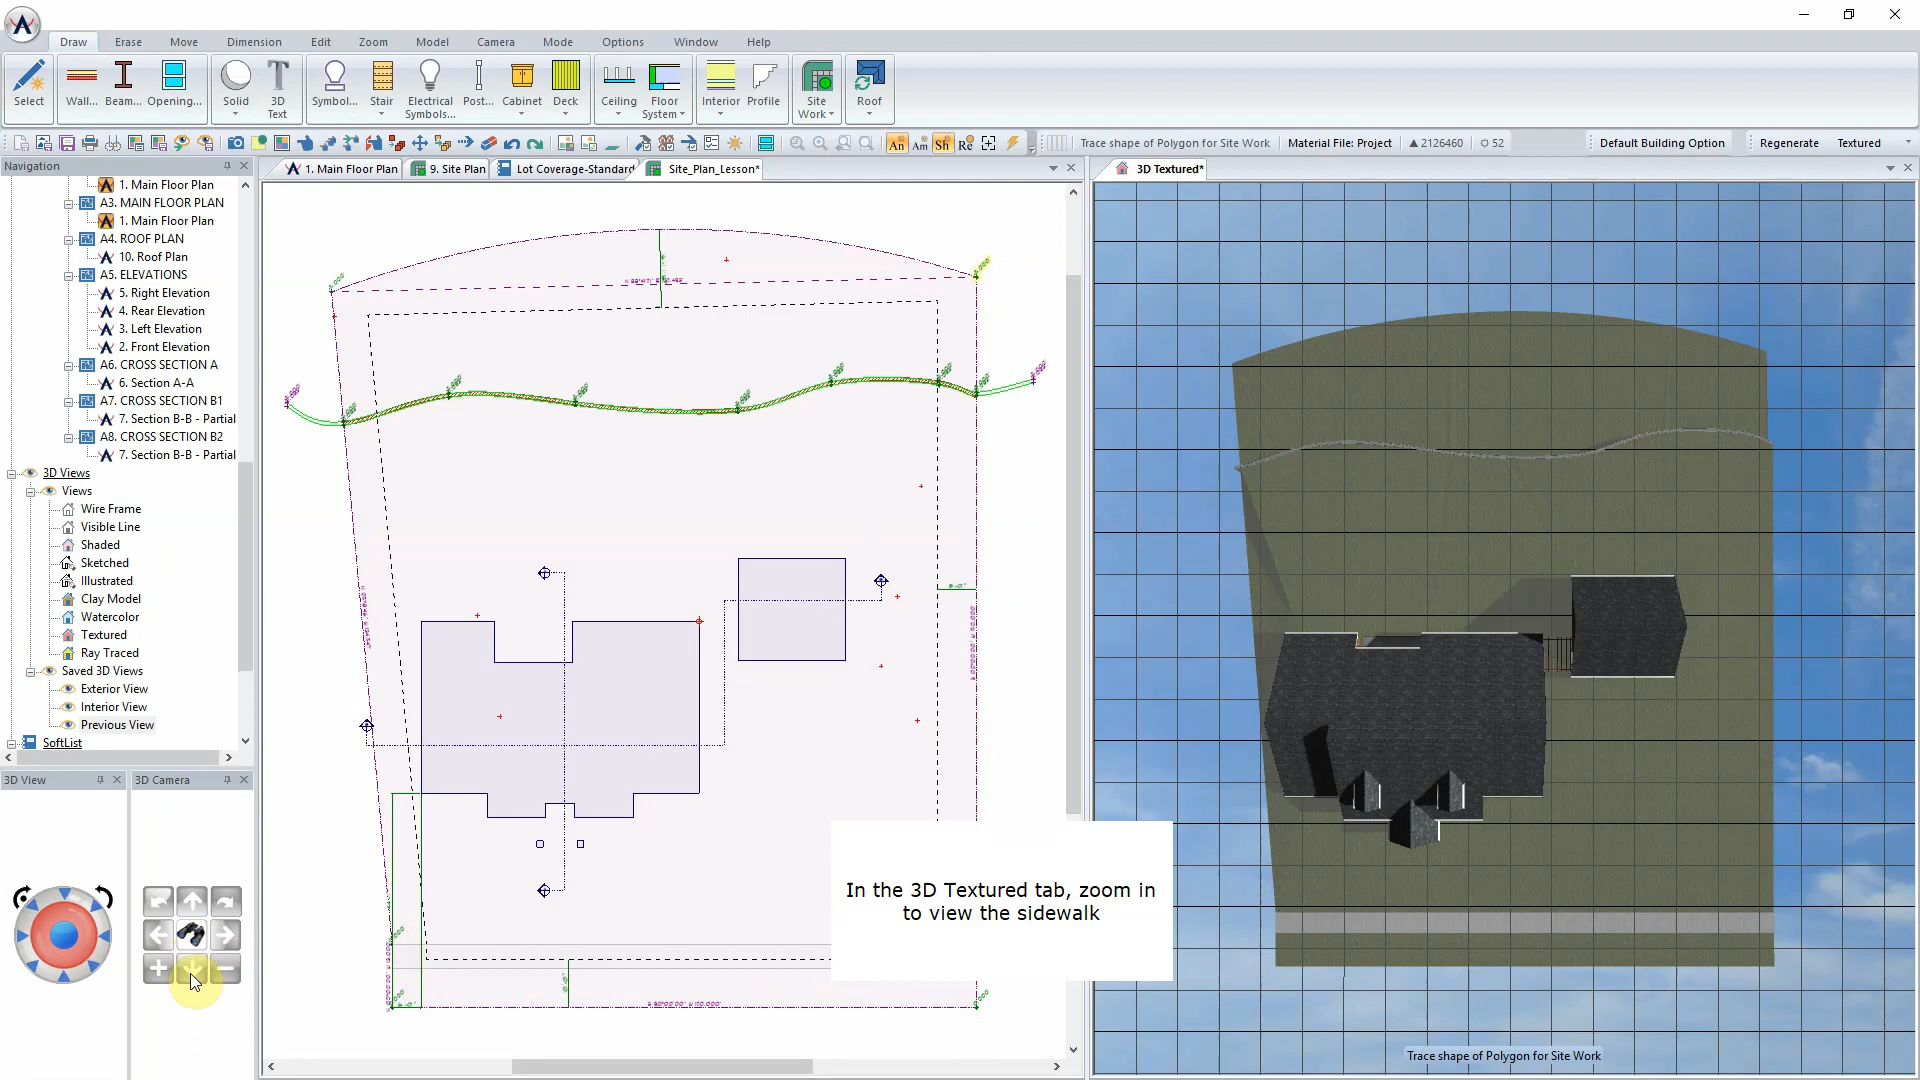 Draw Erase Move Dimension Edit Zoom Model Camera Mode Options Window Help
Select Wall... Beam... Opening... Solid 3D Text Symbol... Stair Electrical Symbols... Post... Cabinet Deck Ceiling Floor System Interior Profile Site Work Roof
An Am Sh Re Trace shape of Polygon for Site Work Material File: Project 2126460 52 Default Building Option Regenerate Textured
Navigation
1. Main Floor Plan 9. Site Plan Lot Coverage-Standard Site_Plan_Lesson*
3D Textured*
1. Main Floor Plan
A3. MAIN FLOOR PLAN
1. Main Floor Plan
A4. ROOF PLAN
10. Roof Plan
A5. ELEVATIONS
5. Right Elevation
4. Rear Elevation
3. Left Elevation
2. Front Elevation
A6. CROSS SECTION A
6. Section A-A
A7. CROSS SECTION B1
7. Section B-B - Partial
A8. CROSS SECTION B2
7. Section B-B - Partial
3D Views
Views
Wire Frame
Visible Line
Shaded
Sketched
Illustrated
Clay Model
Watercolor
Textured
Ray Traced
Saved 3D Views
Exterior View
Interior View
Previous View
SoftList
3D View 3D Camera
In the 3D Textured tab, zoom in
to view the sidewalk
Trace shape of Polygon for Site Work